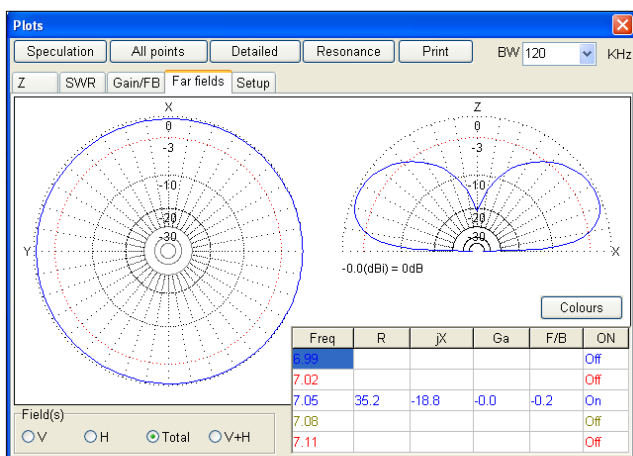 Plots
Speculation All points Detailed Resonance Print BW 120 KHz
Z SWR Gain/FB Far fields Setup
X Z
0 0
-3 -3
-10 -10
-20 -20
-30 -30
Y X
-0.0(dBi) = 0dB
Colours
Freq R jX Ga F/B ON
6.99 Off
7.02 Off
7.05 35.2 -18.8 -0.0 -0.2 On
7.08 Off
7.11 Off
Field(s)
V H Total V+H